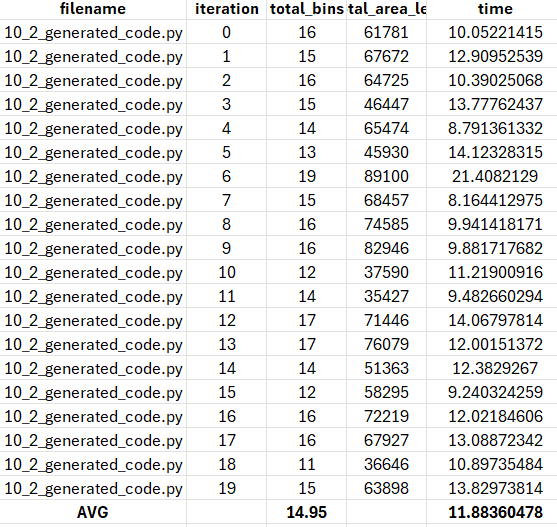 filename iteration total_bins tal_area_le time
10_2_generated_code.py 0 16 61781 10.05221415
10_2_generated_code.py 1 15 67672 12.90952539
10_2_generated_code.py 2 16 64725 10.39025068
10_2_generated_code.py 3 15 46447 13.77762437
10_2_generated_code.py 4 14 65474 8.791361332
10_2_generated_code.py 5 13 45930 14.12328315
10_2_generated_code.py 6 19 89100 21.4082129
10_2_generated_code.py 7 15 68457 8.164412975
10_2_generated_code.py 8 16 74585 9.941418171
10_2_generated_code.py 9 16 82946 9.881717682
10_2_generated_code.py 10 12 37590 11.21900916
10_2_generated_code.py 11 14 35427 9.482660294
10_2_generated_code.py 12 17 71446 14.06797814
10_2_generated_code.py 13 17 76079 12.00151372
10_2_generated_code.py 14 14 51363 12.3829267
10_2_generated_code.py 15 12 58295 9.240324259
10_2_generated_code.py 16 16 72219 12.02184606
10_2_generated_code.py 17 16 67927 13.08872342
10_2_generated_code.py 18 11 36646 10.89735484
10_2_generated_code.py 19 15 63898 13.82973814
AVG 14.95 11.88360478